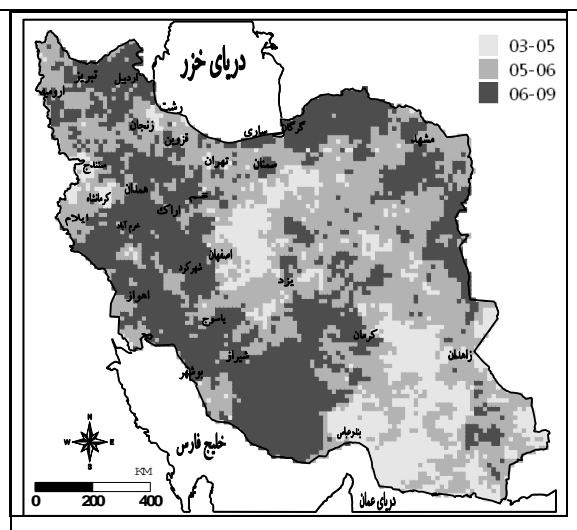 03-05
05-06
06-09
دریای خزر
تبریز
اردبیل
ارومیه
رشت
زنجان
قزوین
ساری
گرگان
مشهد
تهران
سمنان
سنندج
همدان
کرمانشاه
قم
اراک
ایلام
خرم آباد
اصفهان
شهرکرد
یزد
اهواز
یاسوج
کرمان
شیراز
زاهدان
بوشهر
بندرعباس
خلیج فارس
دریای عمان
N
W E
S
KM
0 200 400